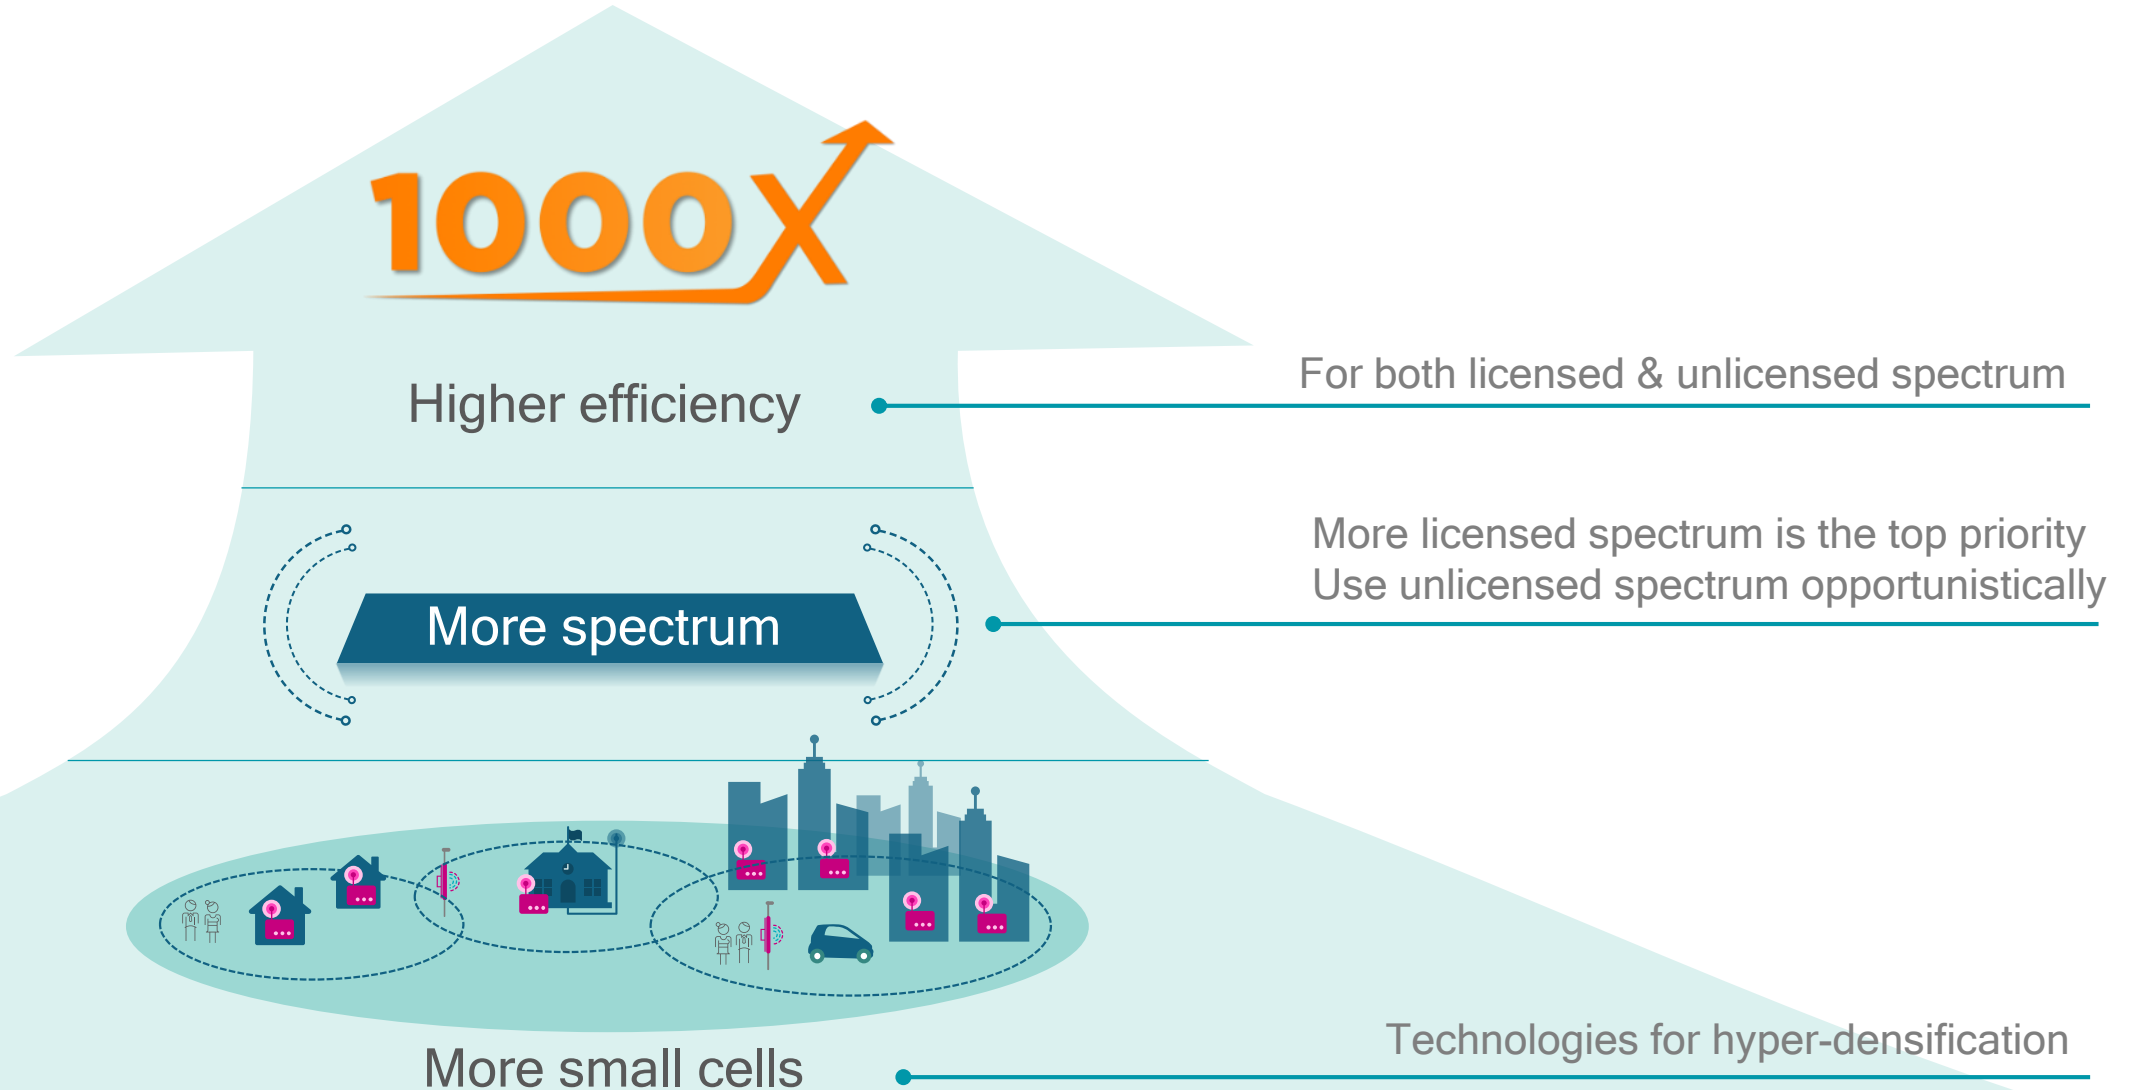 1000X
Higher efficiency
For both licensed & unlicensed spectrum
More licensed spectrum is the top priority
Use unlicensed spectrum opportunistically
More spectrum
Technologies for hyper-densification
More small cells